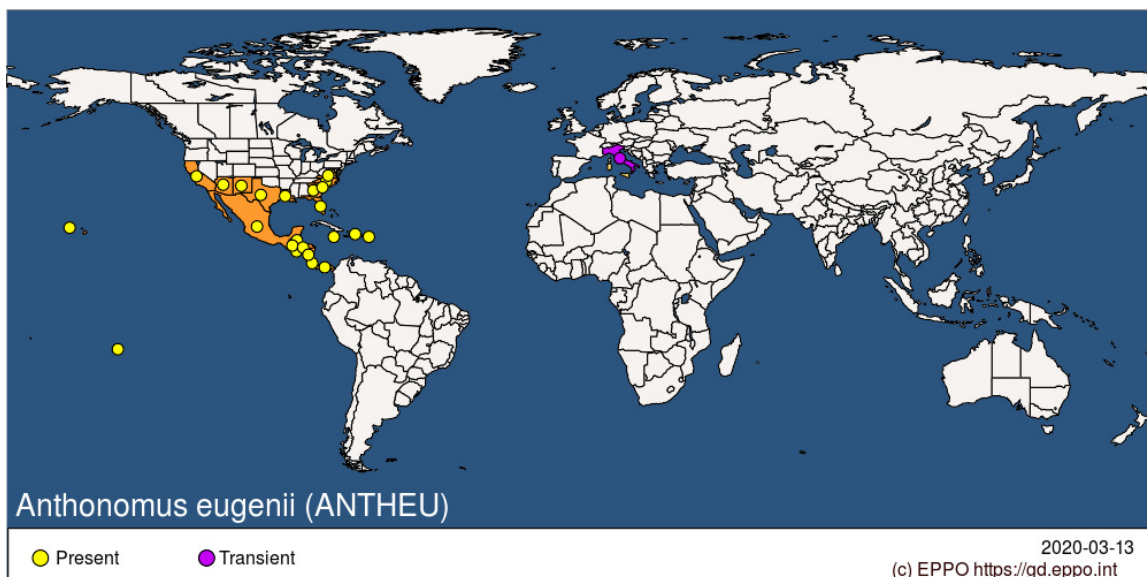 Anthonomus eugenii (ANTHEU)
Present
Transient
2020-03-13
(c) EPPO https://gd.eppo.int